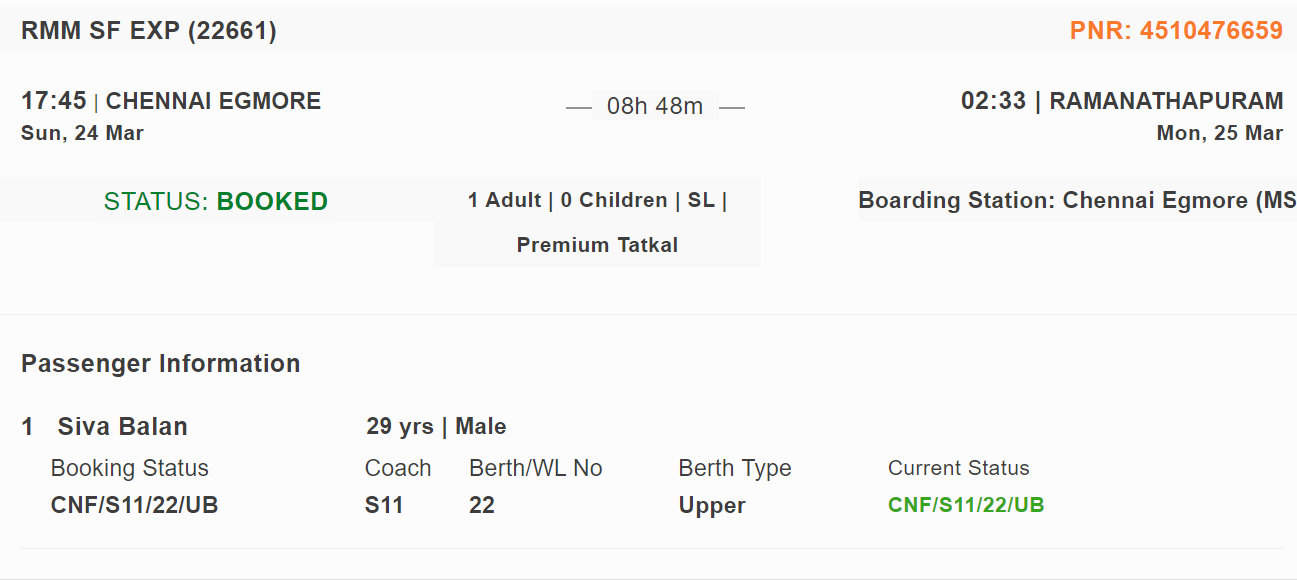 RMM SF EXP (22661) PNR: 4510476659
17:45 | CHENNAI EGMORE 08h 48m 02:33 | RAMANATHAPURAM
Sun, 24 Mar Mon, 25 Mar
STATUS: BOOKED 1 Adult | 0 Children | SL | Boarding Station: Chennai Egmore (MS
Premium Tatkal
Passenger Information
1 Siva Balan 29 yrs | Male
Booking Status Coach Berth/WL No Berth Type Current Status
CNF/S11/22/UB S11 22 Upper CNF/S11/22/UB